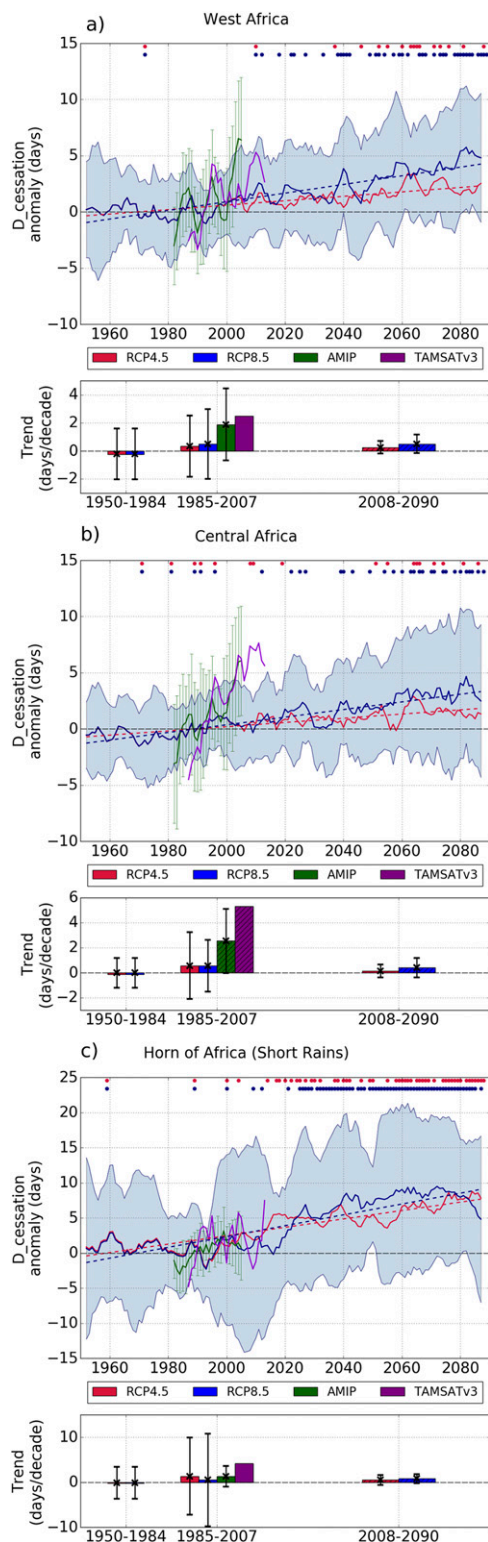 a)
West Africa
15
10
5
0
−5
−10
D_cessation
anomaly (days)
1960 1980 2000 2020 2040 2060 2080
RCP4.5 RCP8.5 AMIP TAMSATv3
4
2
0
−2
Trend
(days/decade)
1950-1984 1985-2007 2008-2090
b)
Central Africa
15
10
5
0
−5
−10
D_cessation
anomaly (days)
1960 1980 2000 2020 2040 2060 2080
RCP4.5 RCP8.5 AMIP TAMSATv3
6
4
2
0
−2
Trend
(days/decade)
1950-1984 1985-2007 2008-2090
c)
Horn of Africa (Short Rains)
25
20
15
10
5
0
−5
−10
−15
D_cessation
anomaly (days)
1960 1980 2000 2020 2040 2060 2080
RCP4.5 RCP8.5 AMIP TAMSATv3
10
0
−10
Trend
(days/decade)
1950-1984 1985-2007 2008-2090